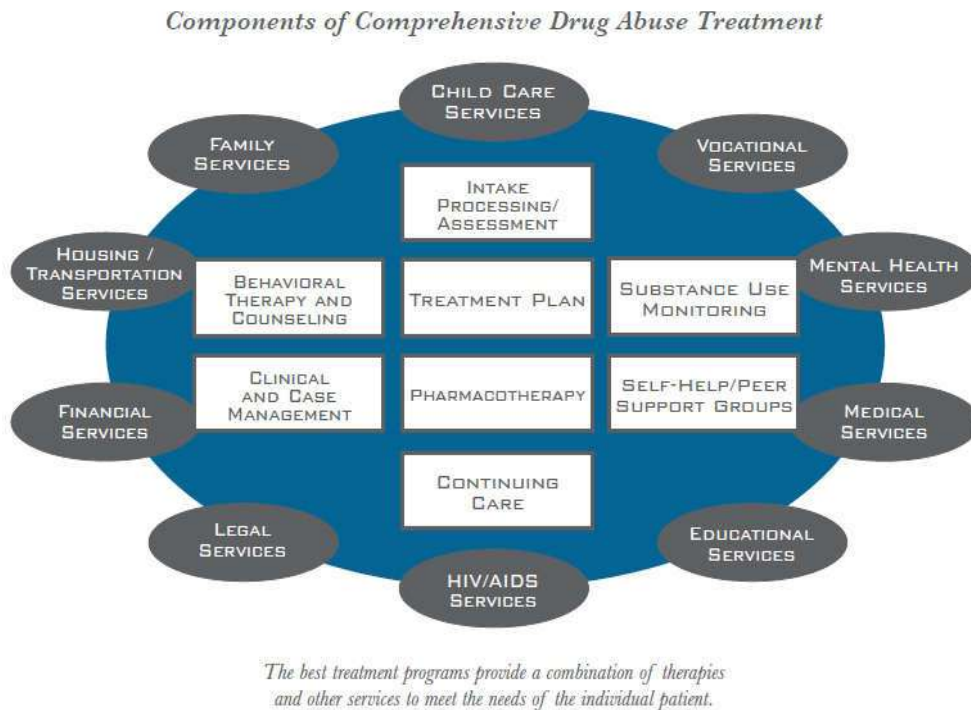 Components of Comprehensive Drug Abuse Treatment
CHILD CARE
SERVICES
FAMILY
SERVICES
VOCATIONAL
SERVICES
INTAKE
PROCESSING/
ASSESSMENT
HOUSING /
TRANSPORTATION
SERVICES
BEHAVIORAL
THERAPY AND
COUNSELING
TREATMENT PLAN
SUBSTANCE USE
MONITORING
MENTAL HEALTH
SERVICES
FINANCIAL
SERVICES
CLINICAL
AND CASE
MANAGEMENT
PHARMACOTHERAPY
SELF-HELP/PEER
SUPPORT GROUPS
MEDICAL
SERVICES
CONTINUING
CARE
LEGAL
SERVICES
EDUCATIONAL
SERVICES
HIV/AIDS
SERVICES
The best treatment programs provide a combination of therapies
and other services to meet the needs of the individual patient.